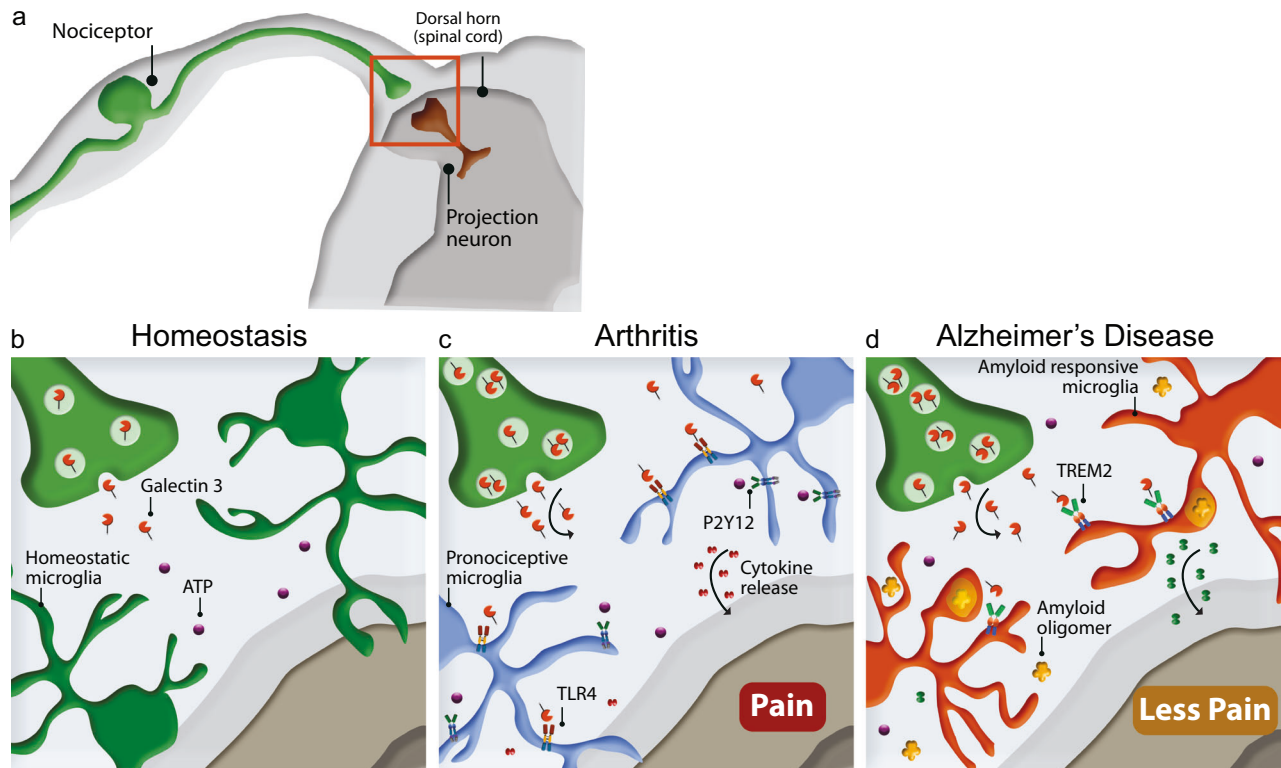 a
Nociceptor
Dorsal horn
(spinal cord)
Projection
neuron
b
Homeostasis
Galectin 3
Homeostatic
microglia
ATP
c
Arthritis
P2Y12
Pronociceptive
microglia
Cytokine
release
TLR4
Pain
d
Alzheimer’s Disease
Amyloid responsive
microglia
TREM2
Amyloid
oligomer
Less Pain